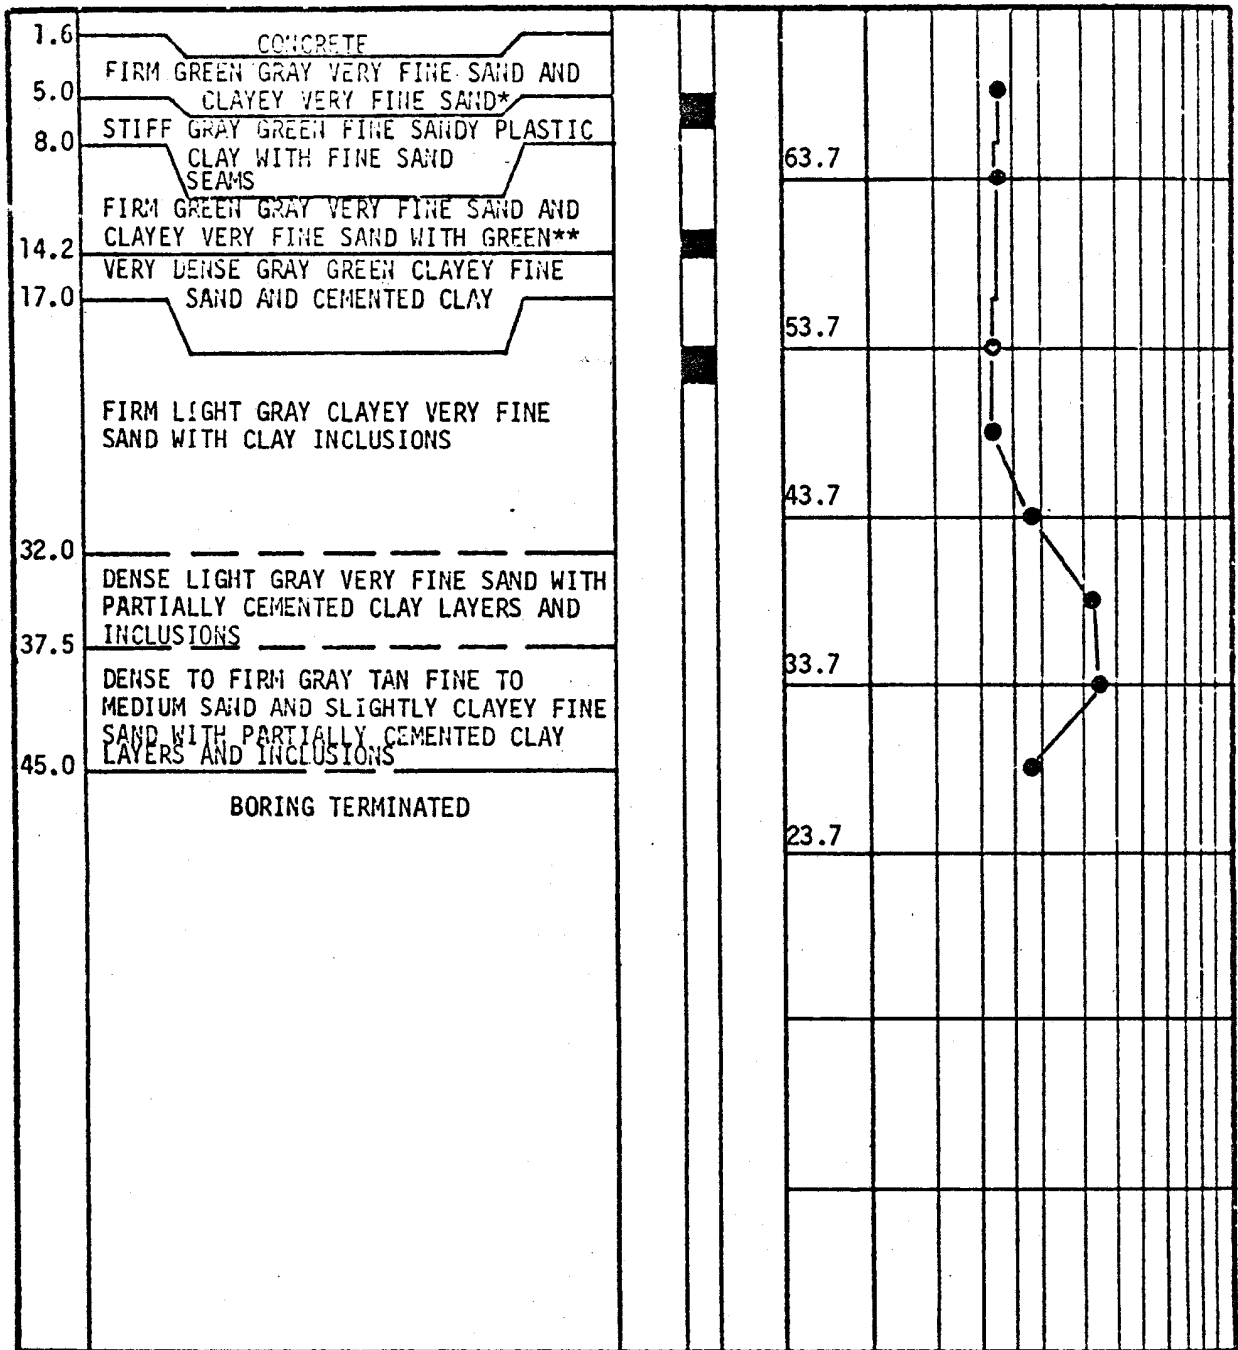 1.6
CONCRETE
FIRM GREEN GRAY VERY FINE SAND AND
5.0
CLAYEY VERY FINE SAND*
STIFF GRAY GREEN FINE SANDY PLASTIC
8.0
CLAY WITH FINE SAND
SEAMS
FIRM GREEN GRAY VERY FINE SAND AND
CLAYEY VERY FINE SAND WITH GREEN**
14.2
VERY DENSE GRAY GREEN CLAYEY FINE
17.0
SAND AND CEMENTED CLAY
FIRM LIGHT GRAY CLAYEY VERY FINE
SAND WITH CLAY INCLUSIONS
32.0
DENSE LIGHT GRAY VERY FINE SAND WITH
PARTIALLY CEMENTED CLAY LAYERS AND
INCLUSIONS
37.5
DENSE TO FIRM GRAY TAN FINE TO
MEDIUM SAND AND SLIGHTLY CLAYEY FINE
SAND WITH PARTIALLY CEMENTED CLAY
LAYERS AND INCLUSIONS
45.0
BORING TERMINATED
63.7
53.7
43.7
33.7
23.7